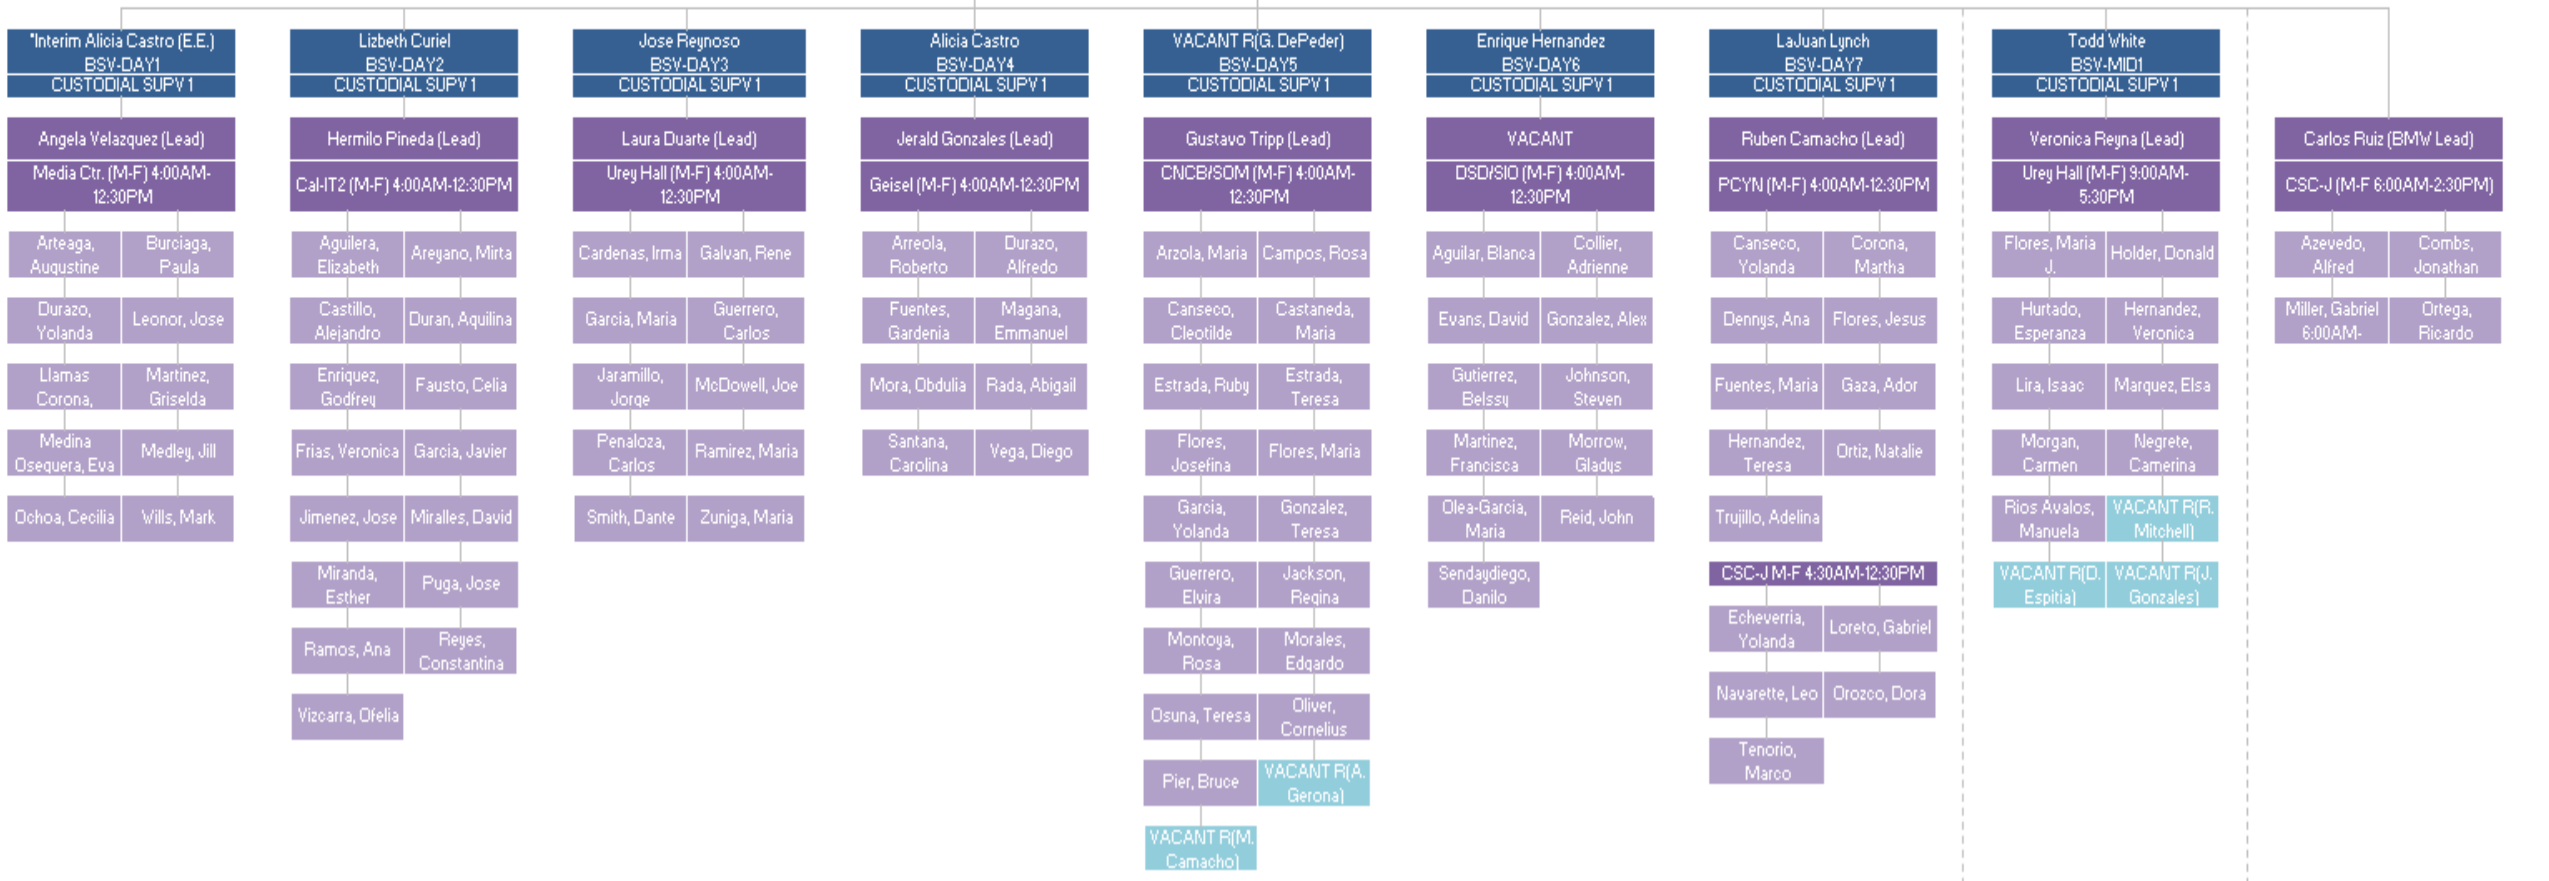 "Interim Alicia Castro (E.E.)
BSV-DAY1
CUSTODIAL SUPV 1
Angela Velazquez (Lead)
Media Ctr. (M-F) 4:00AM-
12:30PM
Arteaga,
Augustine
Burciaga,
Paula
Durazo,
Yolanda
Leonor, Jose
Llamas
Corona,
Martinez,
Griselda
Medina
Osequera, Eva
Medley, Jill
Ochoa, Cecilia
Wills, Mark
Lizbeth Curiel
BSV-DAY2
CUSTODIAL SUPV 1
Hermilo Pineda (Lead)
Cal-IT2 (M-F) 4:00AM-12:30PM
Aguilera,
Elizabeth
Areyano, Mirta
Castillo,
Alejandro
Duran, Aquilina
Enriquez,
Godfrey
Fausto, Celia
Frias, Veronica
Garcia, Javier
Jimenez, Jose
Miralles, David
Miranda,
Esther
Puga, Jose
Ramos, Ana
Reyes,
Constantina
Vizcarra, Ofelia
Jose Reynoso
BSV-DAY3
CUSTODIAL SUPV 1
Laura Duarte (Lead)
Urey Hall (M-F) 4:00AM-
12:30PM
Cardenas, Irma
Galvan, Rene
Garcia, Maria
Guerrero,
Carlos
Jaramillo,
Jorge
McDowell, Joe
Penaloza,
Carlos
Ramirez, Maria
Smith, Dante
Zuniga, Maria
Alicia Castro
BSV-DAY4
CUSTODIAL SUPV 1
Jerald Gonzales (Lead)
Geisel (M-F) 4:00AM-12:30PM
Arreola,
Roberto
Durazo,
Alfredo
Fuentes,
Gardenia
Magana,
Emmanuel
Mora, Obdulia
Rada, Abigail
Santana,
Carolina
Vega, Diego
VACANT R(G. DePeder)
BSV-DAY5
CUSTODIAL SUPV 1
Gustavo Tripp (Lead)
CNCB/SOM (M-F) 4:00AM-
12:30PM
Arzola, Maria
Campos, Rosa
Canseco,
Cleotilde
Castaneda,
Maria
Estrada, Ruby
Estrada,
Teresa
Flores,
Josefina
Flores, Maria
Garcia,
Yolanda
Gonzalez,
Teresa
Guerrero,
Elvira
Jackson,
Regina
Montoya,
Rosa
Morales,
Edgardo
Osuna, Teresa
Oliver,
Cornelius
Pier, Bruce
VACANT R(A.
Gerona)
VACANT R(M.
Camacho)
Enrique Hernandez
BSV-DAY6
CUSTODIAL SUPV 1
VACANT
DSD/SIO (M-F) 4:00AM-
12:30PM
Aguilar, Blanca
Collier,
Adrienne
Evans, David
Gonzalez, Alex
Gutierrez,
Belssy
Johnson,
Steven
Martinez,
Francisca
Morrow,
Gladys
Olea-Garcia,
Maria
Reid, John
Sendaydiego,
Danilo
LaJuan Lynch
BSV-DAY7
CUSTODIAL SUPV 1
Ruben Camacho (Lead)
PCYN (M-F) 4:00AM-12:30PM
Canseco,
Yolanda
Corona,
Martha
Dennys, Ana
Flores, Jesus
Fuentes, Maria
Gaza, Ador
Hernandez,
Teresa
Ortiz, Natalie
Trujillo, Adelina
CSC-J M-F 4:30AM-12:30PM
Echeverria,
Yolanda
Loreto, Gabriel
Navarette, Leo
Orozco, Dora
Tenorio,
Marco
Todd White
BSV-MID1
CUSTODIAL SUPV 1
Veronica Reyna (Lead)
Urey Hall (M-F) 9:00AM-
5:30PM
Flores, Maria
J.
Holder, Donald
Hurtado,
Esperanza
Hernandez,
Veronica
Lira, Isaac
Marquez, Elsa
Morgan,
Carmen
Negrete,
Camerina
Rios Avalos,
Manuela
VACANT R(R.
Mitchell)
VACANT R(D.
Espitia)
VACANT R(J.
Gonzales)
Carlos Ruiz (BMW Lead)
CSC-J (M-F 6:00AM-2:30PM)
Azevedo,
Alfred
Combs,
Jonathan
Miller, Gabriel
6:00AM-
Ortega,
Ricardo